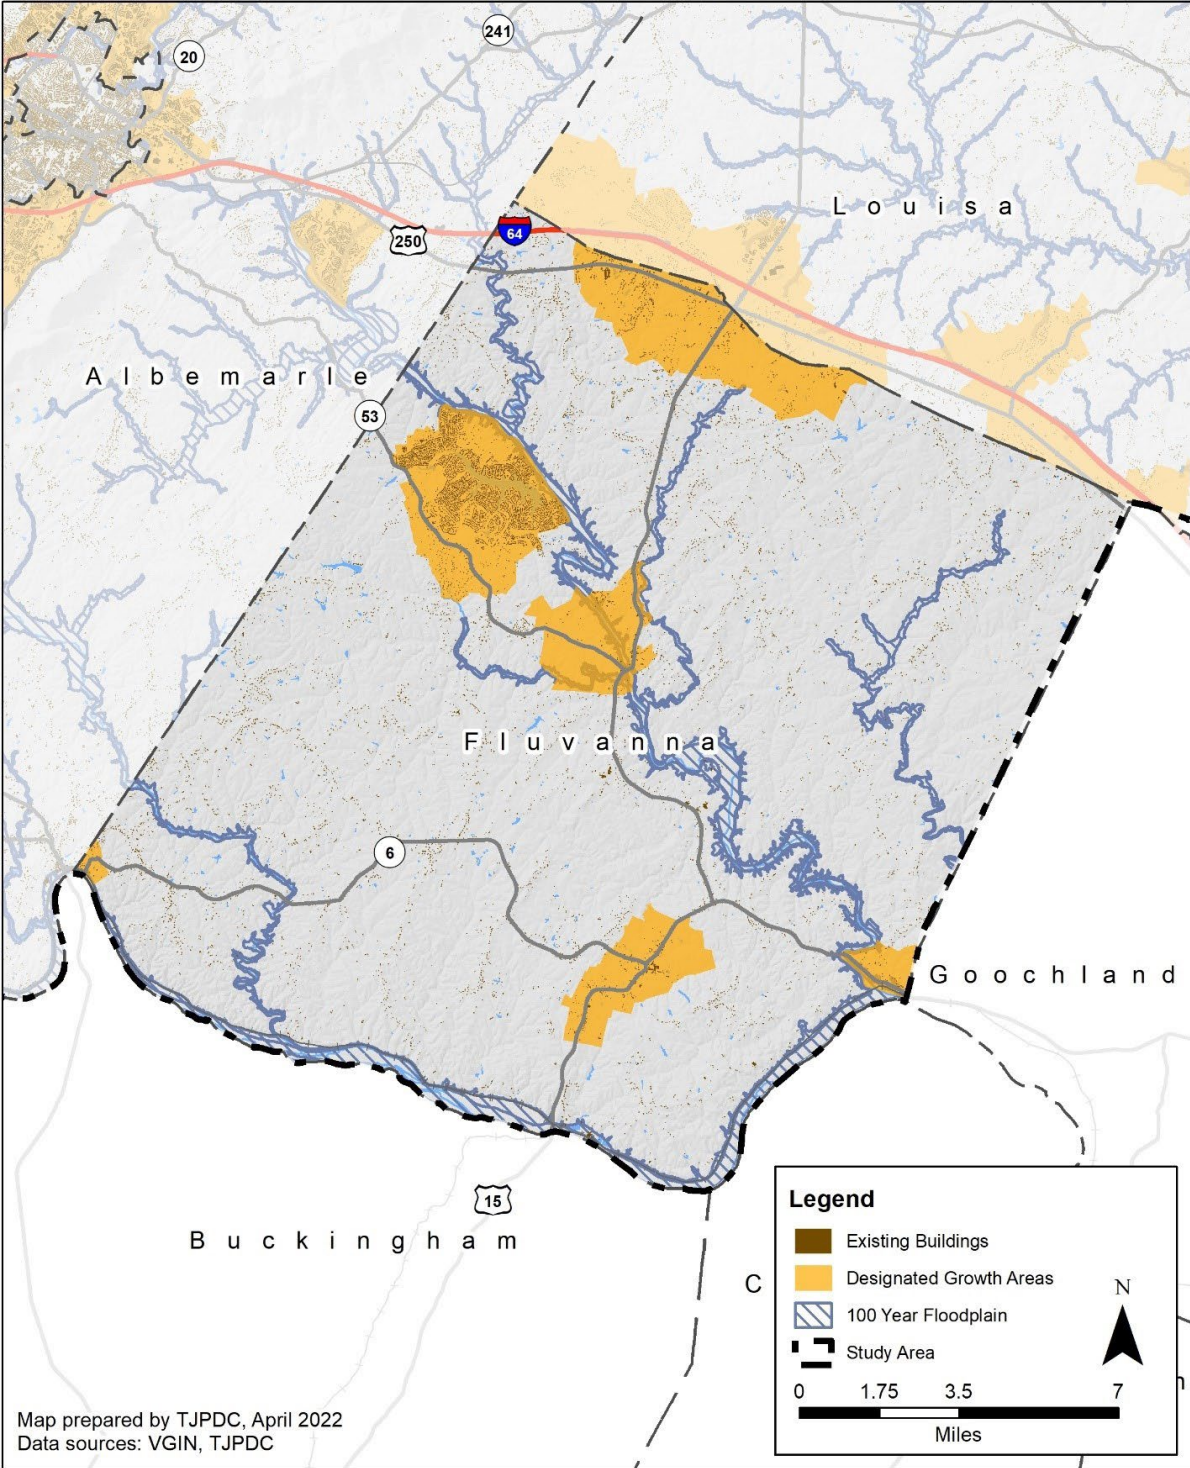 241
20
Louisa
250
64
Albemarle
53
Fluvanna
6
Goochland
15
Buckingham
C
Legend
Existing Buildings
Designated Growth Areas
100 Year Floodplain
Study Area
N
0 1.75 3.5 7
Miles
Map prepared by TJPDC, April 2022
Data sources: VGIN, TJPDC